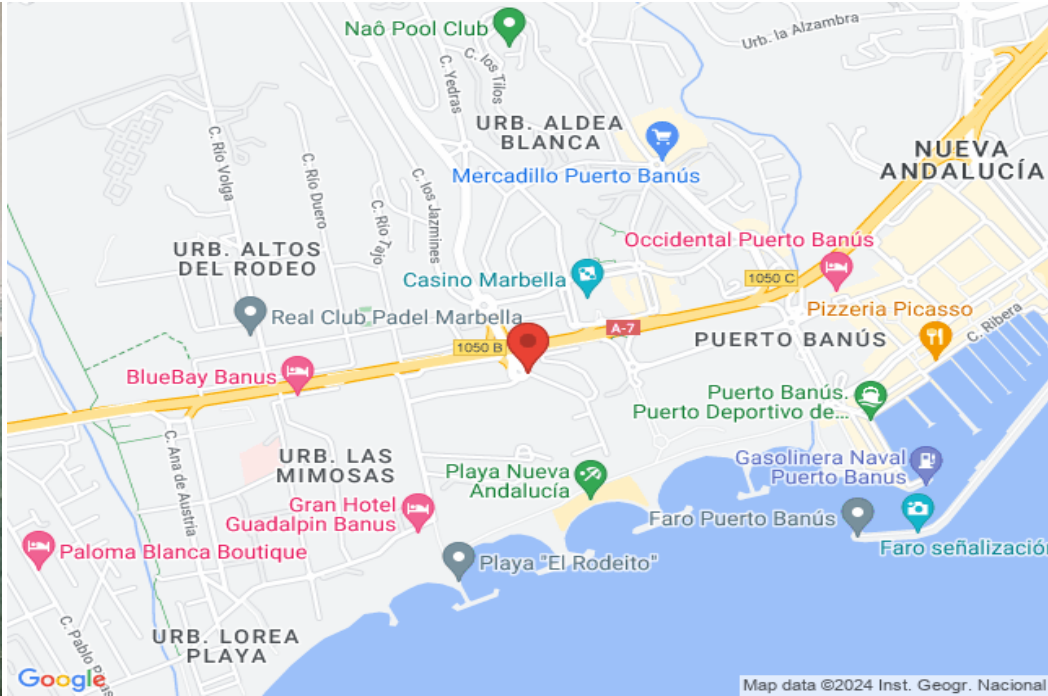 Naô Pool Club
Urb. la Alzambra
C. los Tilos
C. Yedras
URB. ALDEA
BLANCA
NUEVA
ANDALUCÍA
Mercadillo Puerto Banús
C. Río Volga
C. Río Duero
C. Río Tajo
C. los Jazmines
URB. ALTOS
DEL RODEO
Occidental Puerto Banús
Casino Marbella
1050 C
Real Club Padel Marbella
Pizzeria Picasso
C. Ribera
A-7
1050 B
PUERTO BANÚS
BlueBay Banus
Puerto Banús.
Puerto Deportivo de...
C. Ana de Austria
URB. LAS
MIMOSAS
Playa Nueva
Andalucía
Gasolinera Naval
Puerto Banus
Gran Hotel
Guadalpin Banus
Faro Puerto Banús
Paloma Blanca Boutique
Playa "El Rodeito"
Faro señalización
C. Pablo
URB. LOREA
PLAYA
Google
Map data ©2024 Inst. Geogr. Nacional